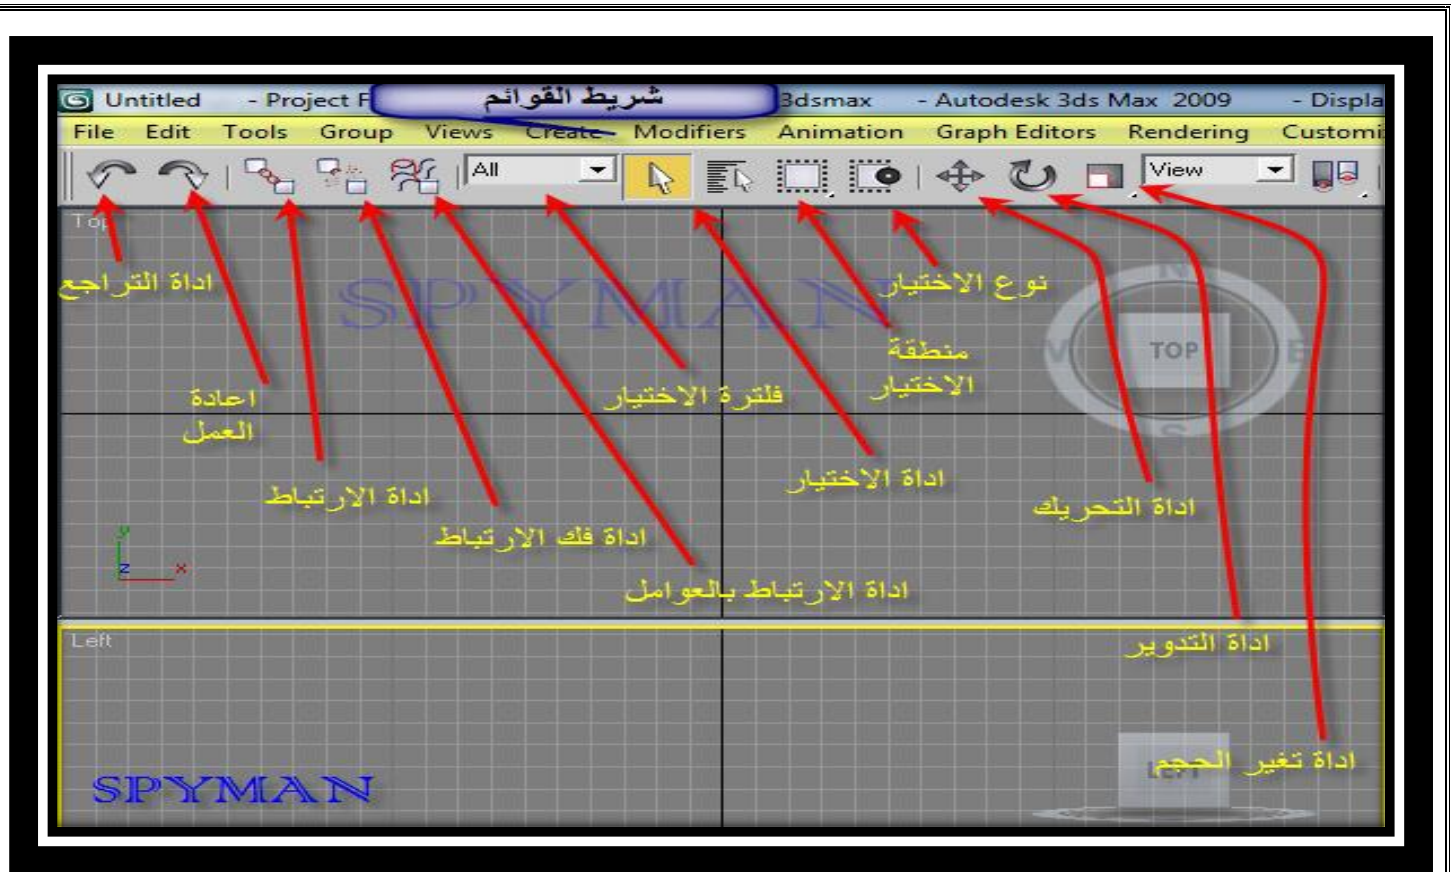 شريط القوائم
Untitled - Project F 3dsmax - Autodesk 3ds Max 2009 - Displa
File Edit Tools Group Views Create Modifiers Animation Graph Editors Rendering Customi
All View
Top
اداة التراجع
نوع الاختيار
SPYMAN
N
W TOP E
S
منطقة
الاختيار
اعادة
العمل
فلترة الاختيار
اداة الاختيار
اداة الارتباط
اداة التحريك
اداة فك الارتباط
اداة الارتباط بالعوامل
y
z x
Left
اداة التدوير
اداة تغير الحجم
LEFT
SPYMAN